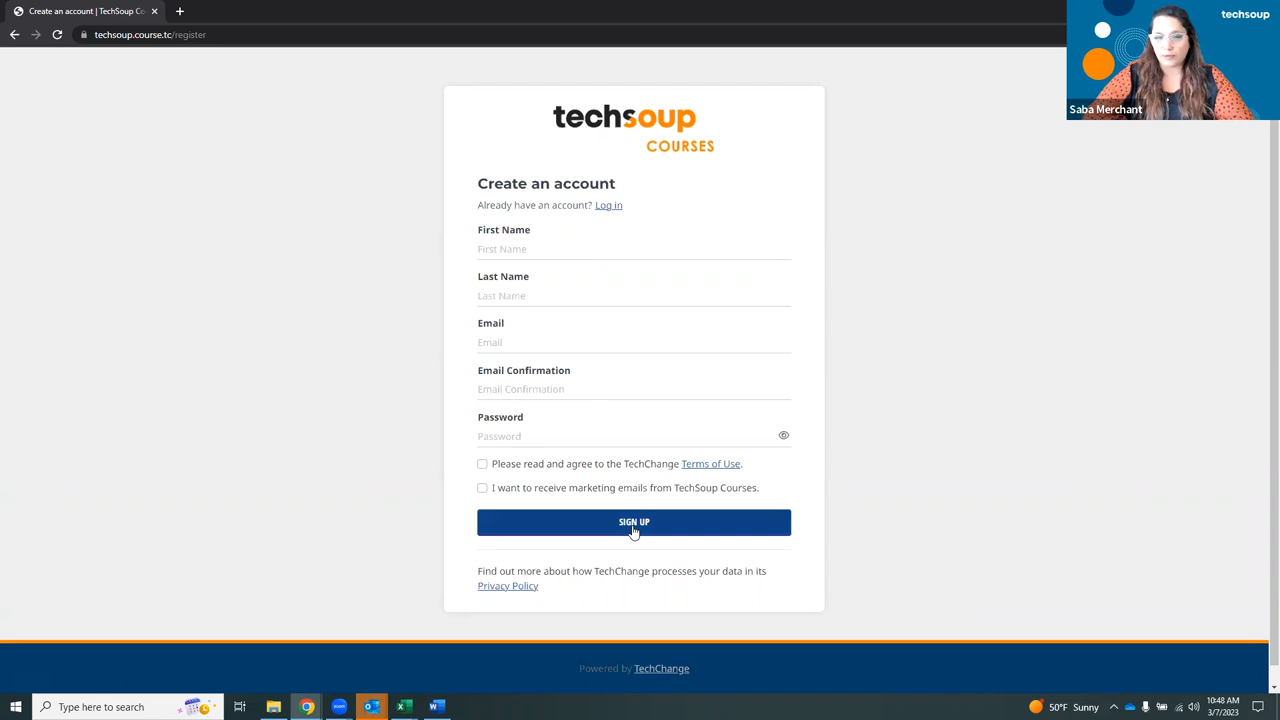 Create an account | TechSoup Co
techsoup.course.tc/register
techsoup
Saba Merchant
techsoup
COURSES
Create an account
Already have an account? Log in
First Name
First Name
Last Name
Last Name
Email
Email
Email Confirmation
Email Confirmation
Password
Password
Please read and agree to the TechChange Terms of Use.
I want to receive marketing emails from TechSoup Courses.
SIGN UP
Find out more about how TechChange processes your data in its
Privacy Policy
Powered by TechChange
Type here to search
zoom
50°F Sunny
10:48 AM
3/7/2023